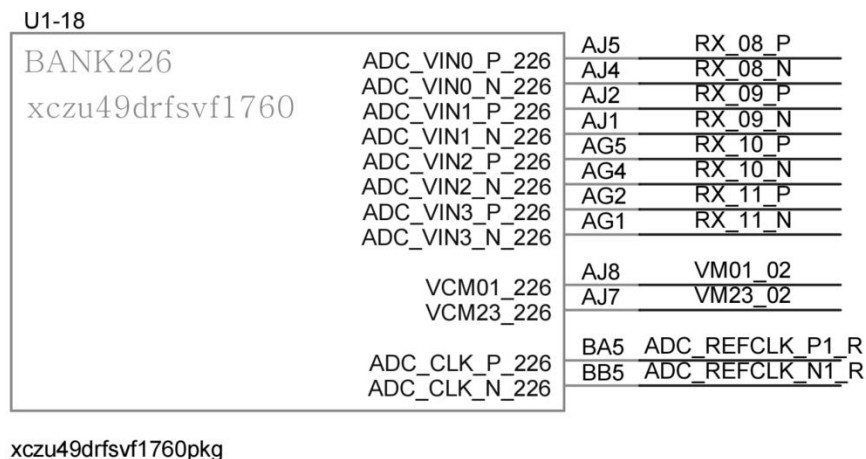 U1-18
BANK226
xczu49drfsvf1760
ADC_VIN0_P_226 AJ5 RX_08_P
ADC_VIN0_N_226 AJ4 RX_08_N
ADC_VIN1_P_226 AJ2 RX_09_P
ADC_VIN1_N_226 AJ1 RX_09_N
ADC_VIN2_P_226 AG5 RX_10_P
ADC_VIN2_N_226 AG4 RX_10_N
ADC_VIN3_P_226 AG2 RX_11_P
ADC_VIN3_N_226 AG1 RX_11_N
VCM01_226 AJ8 VM01_02
VCM23_226 AJ7 VM23_02
ADC_CLK_P_226 BA5 ADC_REFCLK_P1_R
ADC_CLK_N_226 BB5 ADC_REFCLK_N1_R
xczu49drfsvf1760pkg